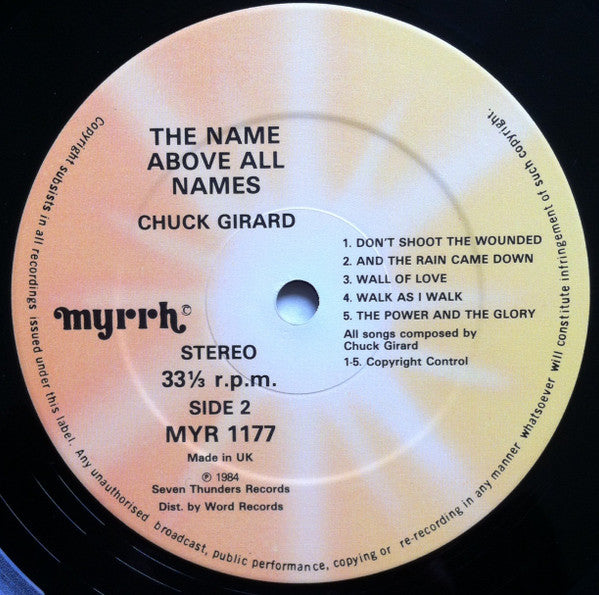 THE NAME
ABOVE ALL
NAMES
CHUCK GIRARD
1. DON'T SHOOT THE WOUNDED
2. AND THE RAIN CAME DOWN
3. WALL OF LOVE
4. WALK AS I WALK
5. THE POWER AND THE GLORY
All songs composed by
Chuck Girard
1-5. Copyright Control
myrrh©
STEREO
33⅓ r.p.m.
SIDE 2
MYR 1177
Made in UK
℗ 1984
Seven Thunders Records
Dist. by Word Records
Copyright subsists in all recordings issued under this label. Any unauthorised broadcast, public performance, copying or re-recording in any manner whatsoever will constitute infringement of such copyright.